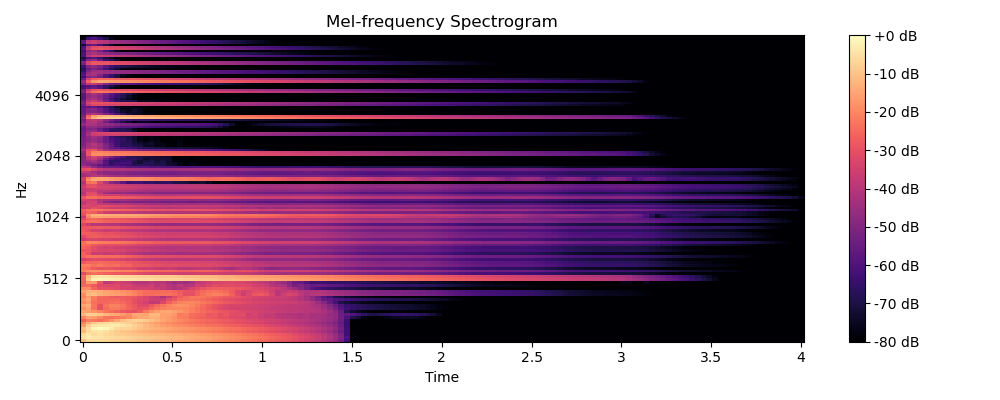 Mel-frequency Spectrogram
Hz
4096
2048
1024
512
0
0
0.5
1
1.5
2
2.5
3
3.5
4
Time
+0 dB
-10 dB
-20 dB
-30 dB
-40 dB
-50 dB
-60 dB
-70 dB
-80 dB